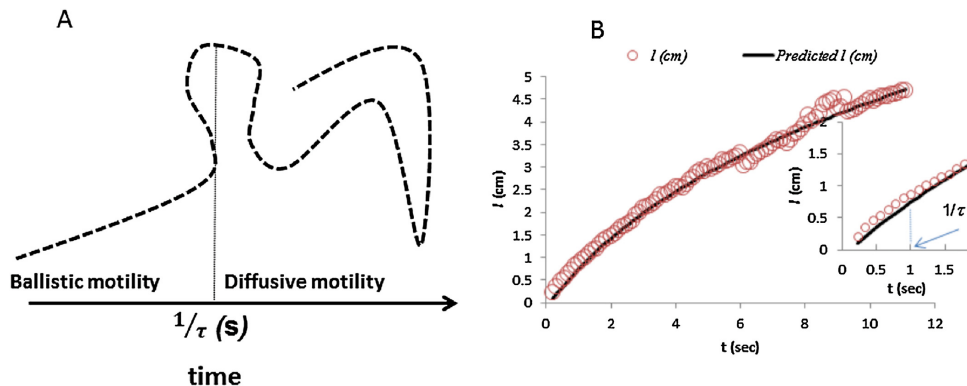 A
Ballistic motility
Diffusive motility
1/τ (s)
time
B
l (cm)
Predicted l (cm)
5
4.5
4
3.5
3
2.5
2
1.5
1
0.5
0
l (cm)
0
2
4
6
8
10
12
t (sec)
2
1.5
1
0.5
0
l (cm)
1/τ
0
0.5
1
1.5
t (sec)